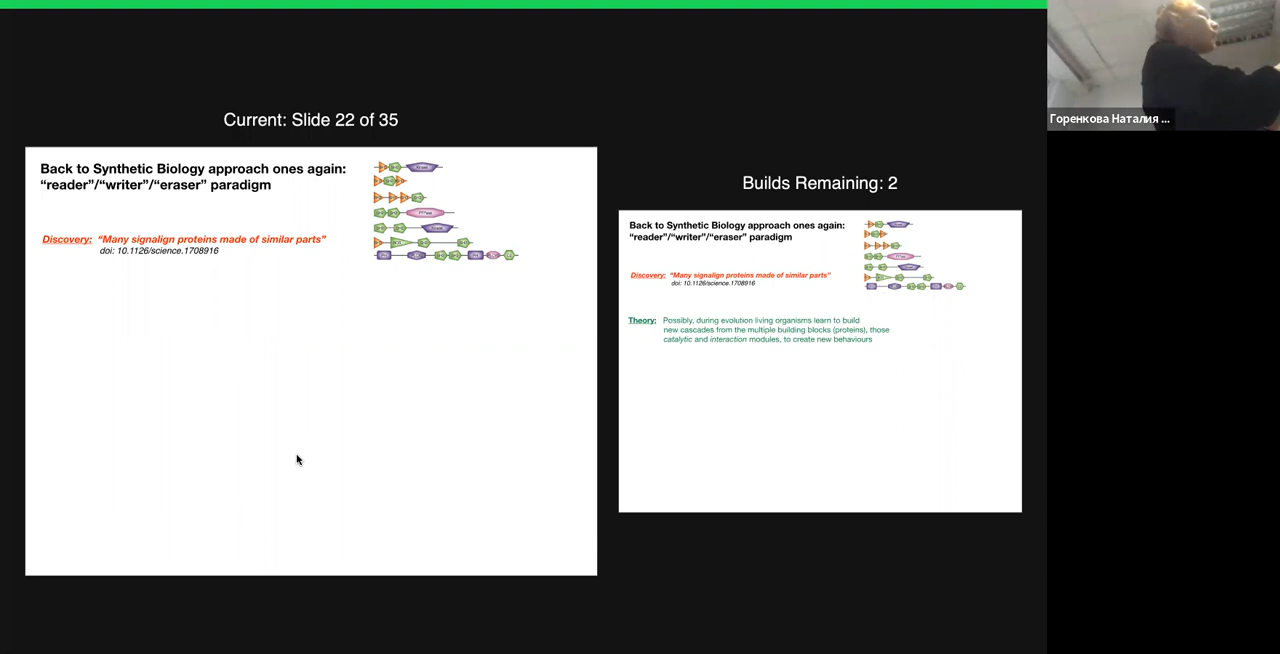 Current: Slide 22 of 35
Back to Synthetic Biology approach ones again:
“reader”/“writer”/“eraser” paradigm
Discovery: “Many signalign proteins made of similar parts”
doi: 10.1126/science.1708916
Builds Remaining: 2
Back to Synthetic Biology approach ones again:
“reader”/“writer”/“eraser” paradigm
Discovery: “Many signalign proteins made of similar parts”
doi: 10.1126/science.1708916
Theory: Possibly, during evolution living organisms learn to build
new cascades from the multiple building blocks (proteins), those
catalytic and interaction modules, to create new behaviours
Горенкова Наталия ...